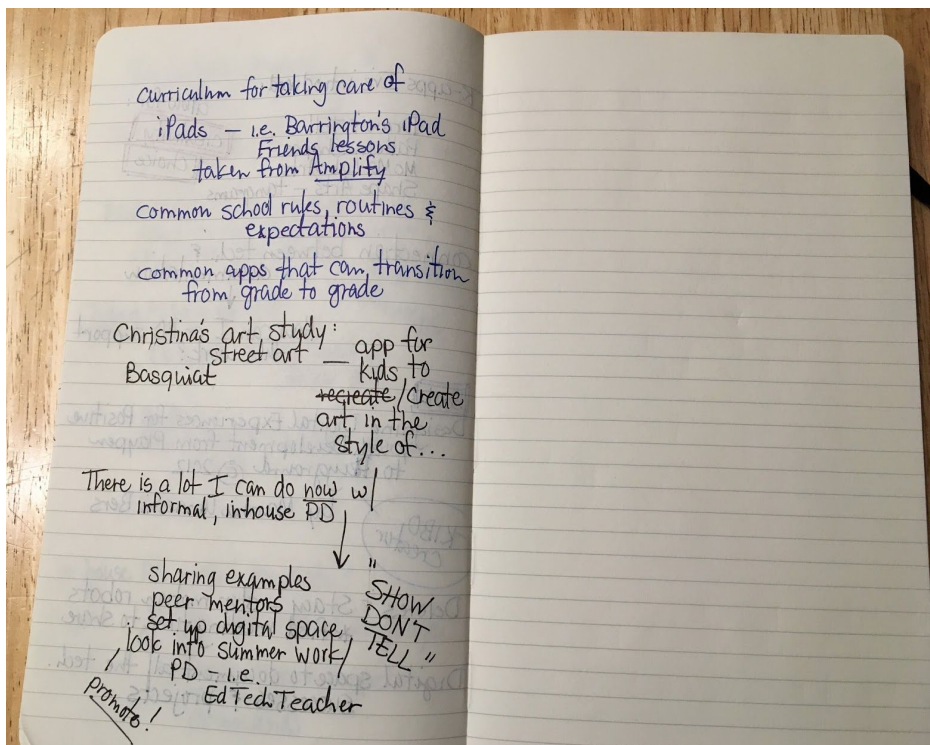 curriculum for taking care of
iPads – i.e. Barrington's iPad
Friends lessons
taken from Amplify
common school rules, routines &
expectations
common apps that can transition
from grade to grade
Christina's art study:
street art — app for
Basquiat kids to
recreate/create
art in the
style of...
There is a lot I can do now w/
informal, in-house PD
sharing examples
peer mentors
set up digital space
look into summer work/
PD – i.e.
EdTechTeacher
promote!
"SHOW
DON'T
TELL"